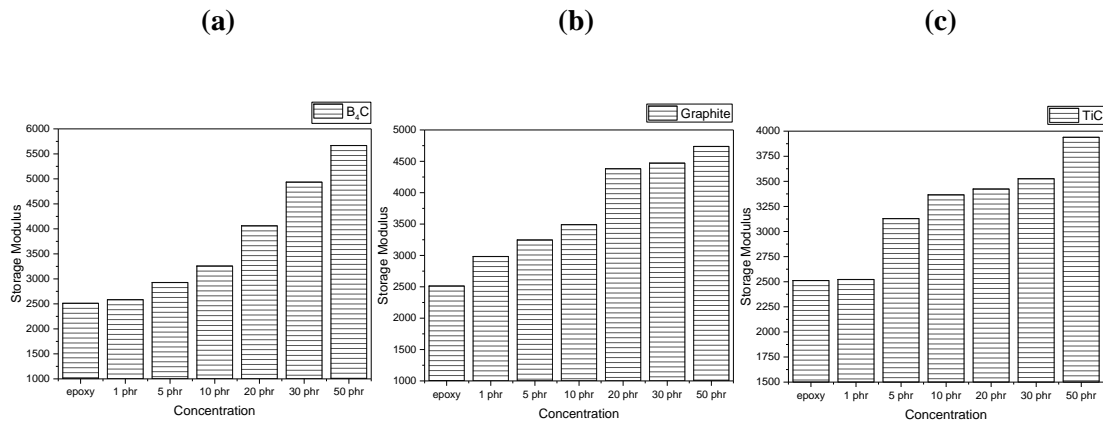 (a)
(b)
(c)
B4C
6000
5500
5000
4500
4000
3500
3000
2500
2000
1500
1000
Storage Modulus
epoxy 1 phr 5 phr 10 phr 20 phr 30 phr 50 phr
Concentration
Graphite
5000
4500
4000
3500
3000
2500
2000
1500
1000
Storage Modulus
epoxy 1 phr 5 phr 10 phr 20 phr 30 phr 50 phr
Concentration
TiC
4000
3750
3500
3250
3000
2750
2500
2250
2000
1750
1500
Storage Modulus
epoxy 1 phr 5 phr 10 phr 20 phr 30 phr 50 phr
Concentration